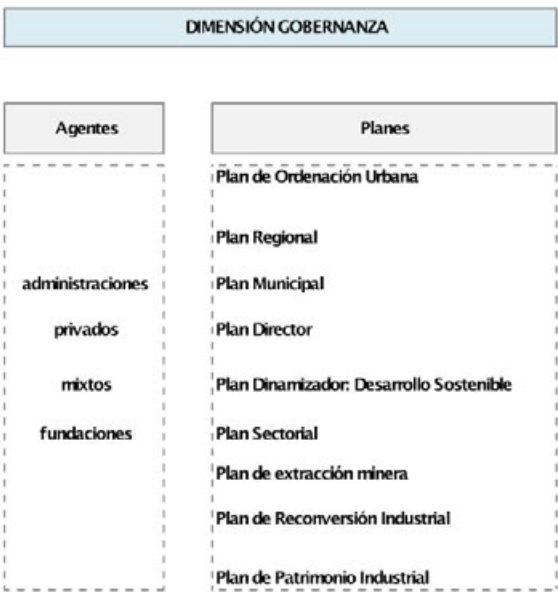 DIMENSIÓN GOBERNANZA
Agentes
administraciones
privados
mixtos
fundaciones
Planes
Plan de Ordenación Urbana
Plan Regional
Plan Municipal
Plan Director
Plan Dinamizador: Desarrollo Sostenible
Plan Sectorial
Plan de extracción minera
Plan de Reconversión Industrial
Plan de Patrimonio Industrial